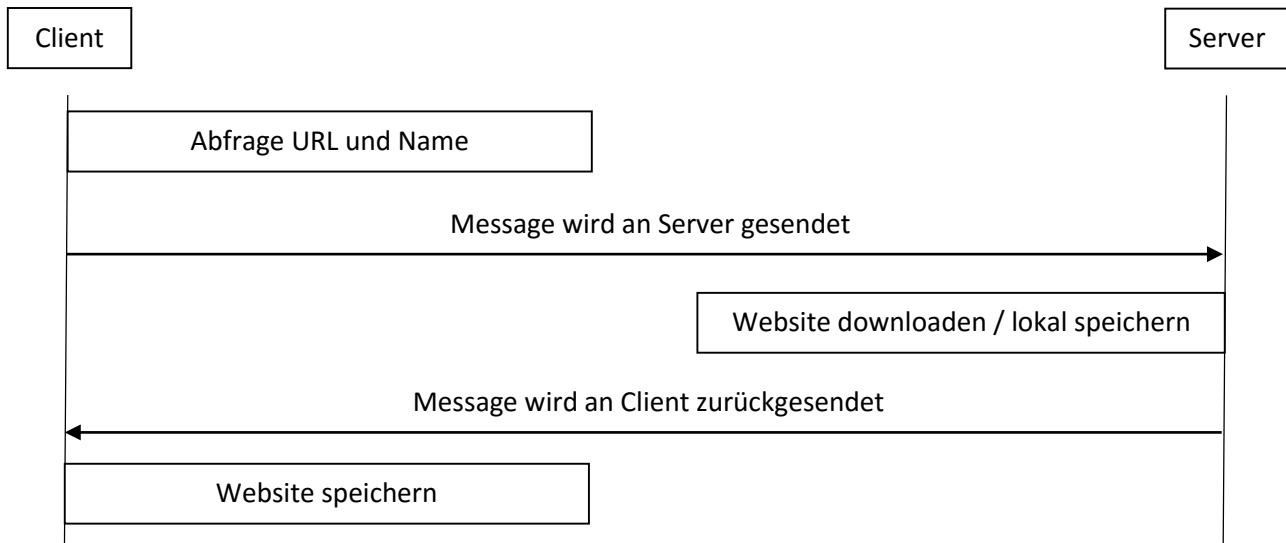 Client
Server
Abfrage URL und Name
Message wird an Server gesendet
Website downloaden / lokal speichern
Message wird an Client zurückgesendet
Website speichern